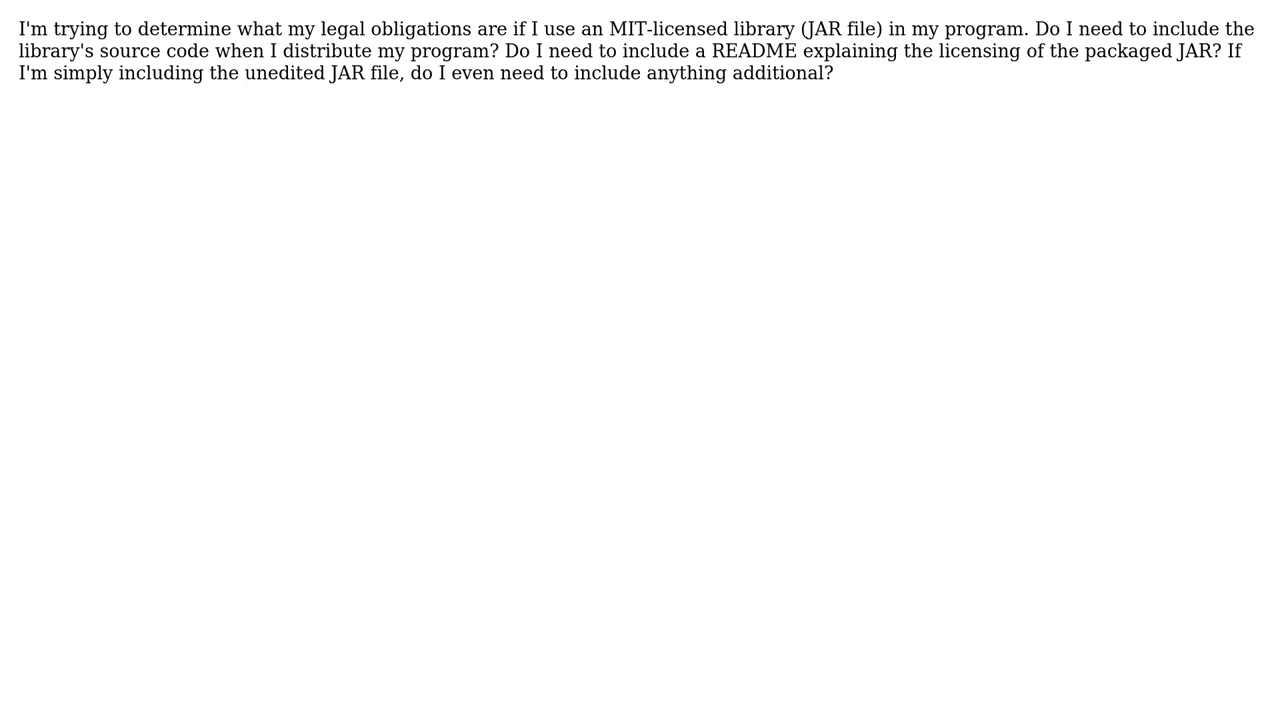 I'm trying to determine what my legal obligations are if I use an MIT-licensed library (JAR file) in my program. Do I need to include the
library's source code when I distribute my program? Do I need to include a README explaining the licensing of the packaged JAR? If
I'm simply including the unedited JAR file, do I even need to include anything additional?